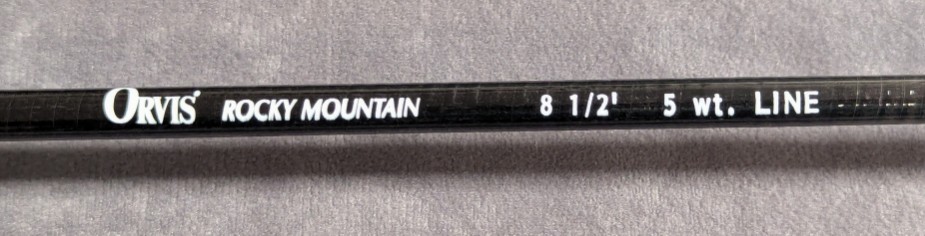 ORVIS ROCKY MOUNTAIN 8 1/2' 5 wt. LINE